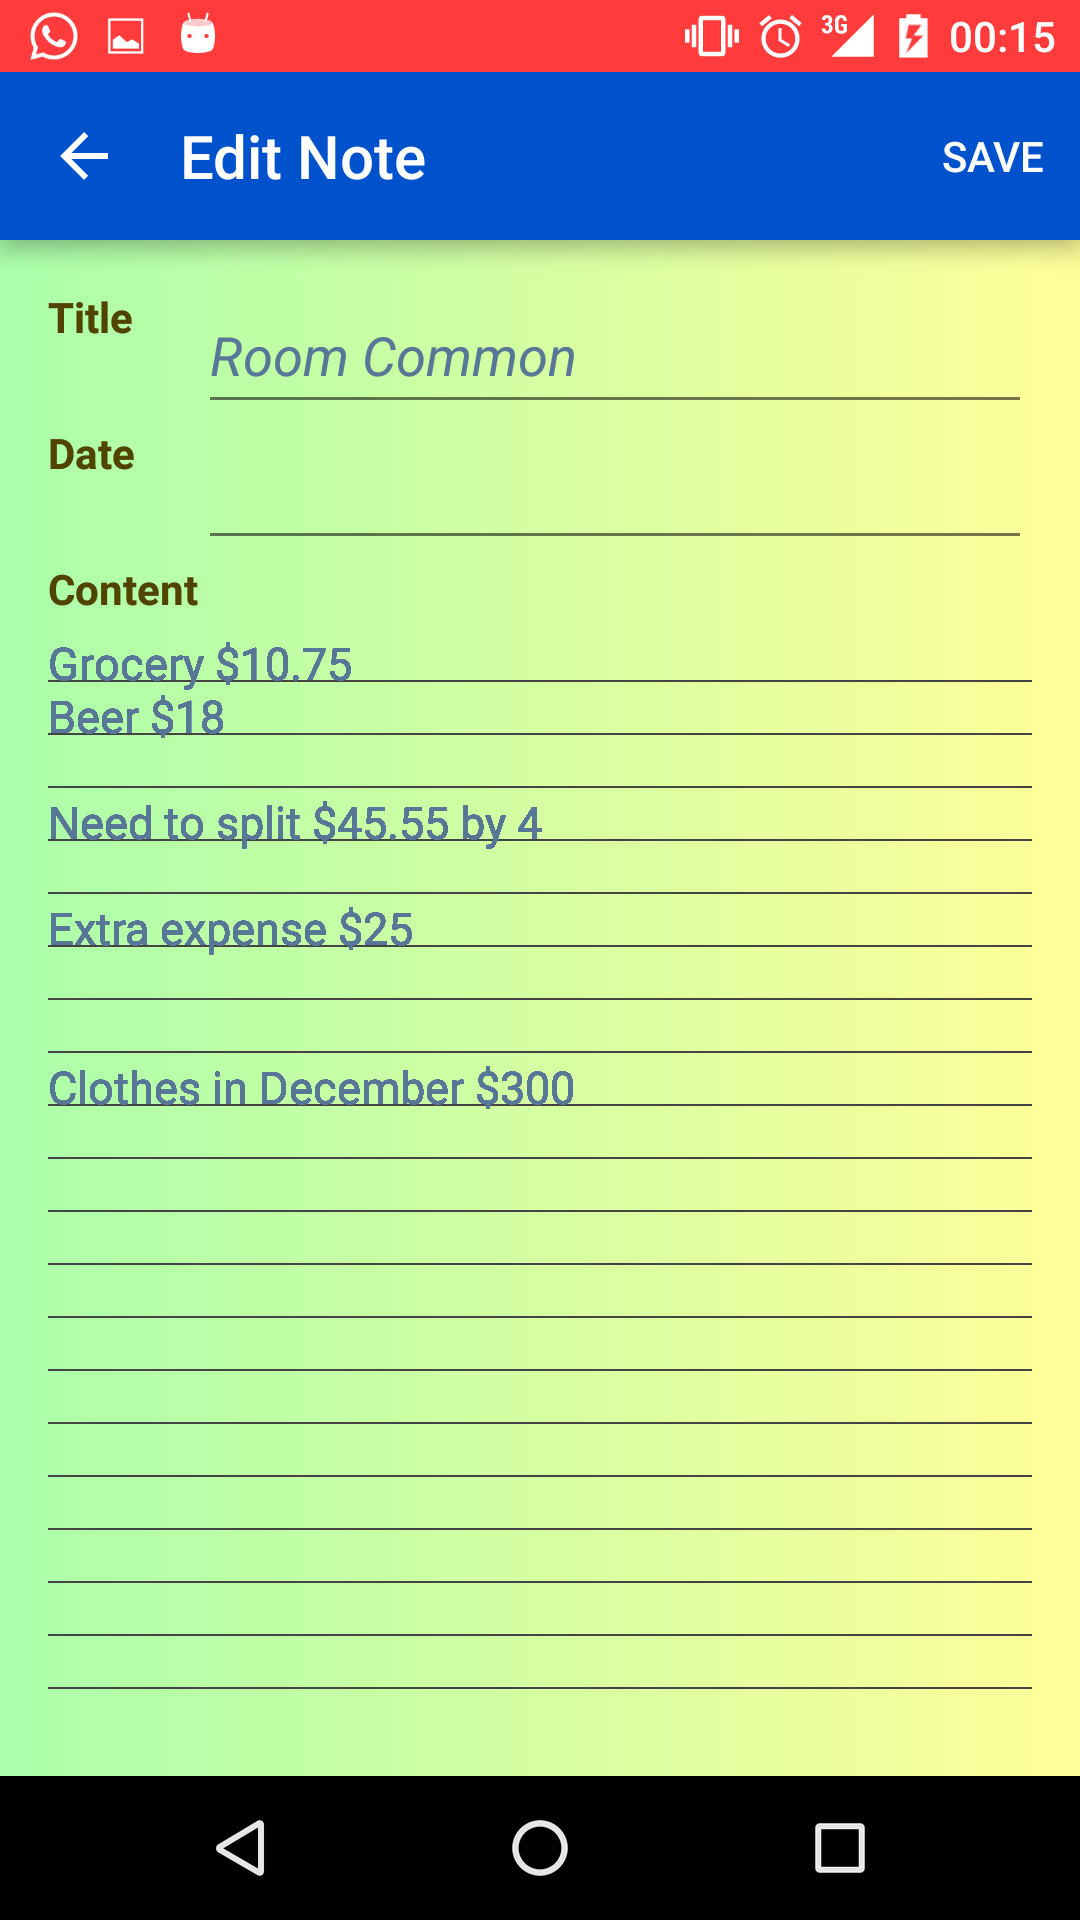 3G 00:15
Edit Note SAVE
Title
Room Common
Date
Content
Grocery $10.75
Beer $18
Need to split $45.55 by 4
Extra expense $25
Clothes in December $300